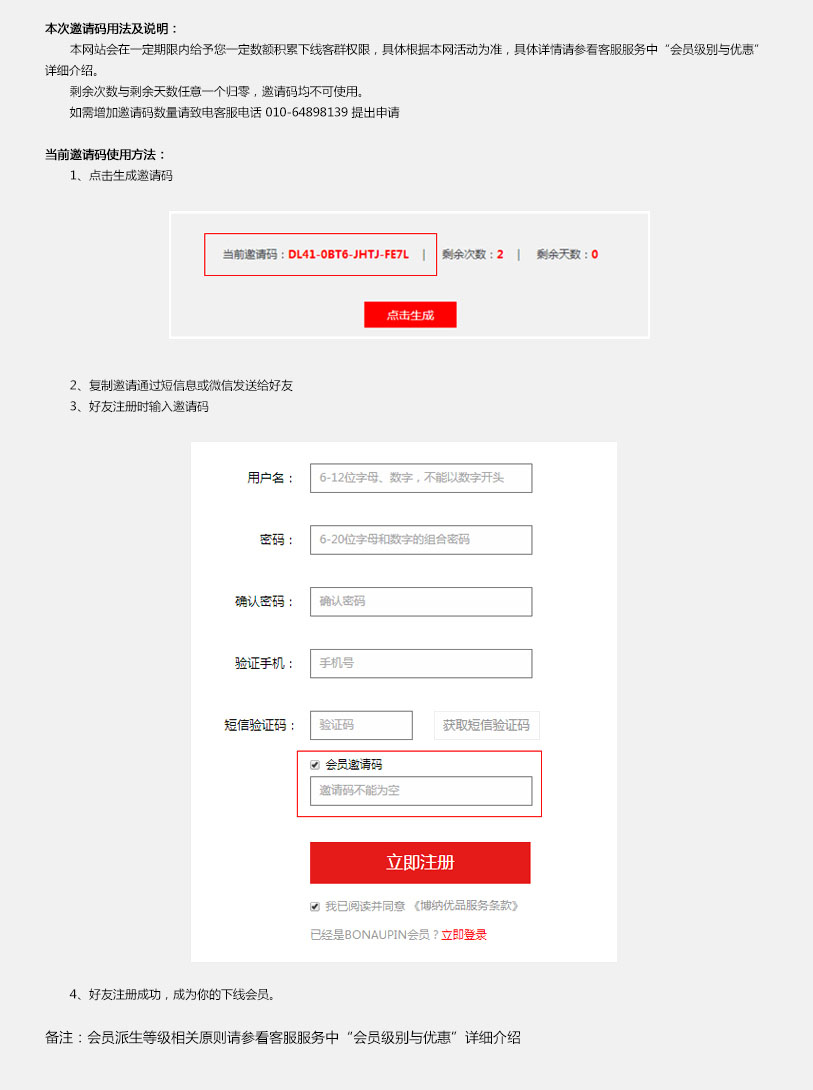 本次邀请码用法及说明：
本网站会在一定期限内给予您一定数额积累下线客群权限，具体根据本网活动为准，具体详情请参看客服服务中“会员级别与优惠”
详细介绍。
剩余次数与剩余天数任意一个归零，邀请码均不可使用。
如需增加邀请码数量请致电客服电话 010-64898139 提出申请
当前邀请码使用方法：
1、点击生成邀请码
当前邀请码：DL41-0BT6-JHTJ-FE7L | 剩余次数：2 | 剩余天数：0
点击生成
2、复制邀请通过短信息或微信发送给好友
3、好友注册时输入邀请码
用户名： 6-12位字母、数字，不能以数字开头
密码： 6-20位字母和数字的组合密码
确认密码： 确认密码
验证手机： 手机号
短信验证码： 验证码 获取短信验证码
会员邀请码
邀请码不能为空
立即注册
我已阅读并同意 《博纳优品服务条款》
已经是BONAUPIN会员？立即登录
4、好友注册成功，成为你的下线会员。
备注：会员派生等级相关原则请参看客服服务中“会员级别与优惠”详细介绍